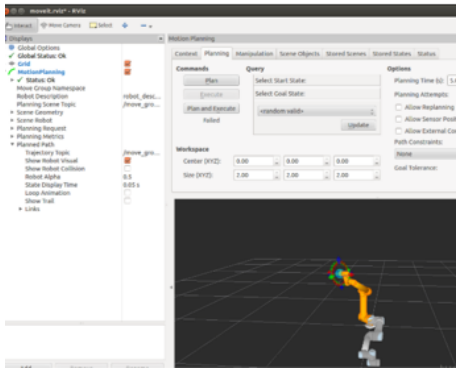 moveit.rviz* - RViz
Interact Move Camera Select
Displays
Motion Planning
Global Options
Global Status: Ok
Grid
MotionPlanning
Status: Ok
Move Group Namespace
Robot Description robot_desc...
Planning Scene Topic /move_gro...
Scene Geometry
Scene Robot
Planning Request
Planning Metrics
Planned Path
Trajectory Topic /move_gro...
Show Robot Visual
Show Robot Collision
Robot Alpha 0.5
State Display Time 0.05 s
Loop Animation
Show Trail
Links
Context Planning Manipulation Scene Objects Stored Scenes Stored States Status
Commands Query Options
Plan Select Start State: Planning Time (s):
Execute Select Goal State: Planning Attempts:
Plan and Execute <random valid> Allow Replanning
Failed Update Allow Sensor Posit
Allow External Co
Path Constraints:
Workspace None
Center (XYZ): 0.00 0.00 0.00 Goal Tolerance:
Size (XYZ): 2.00 2.00 2.00